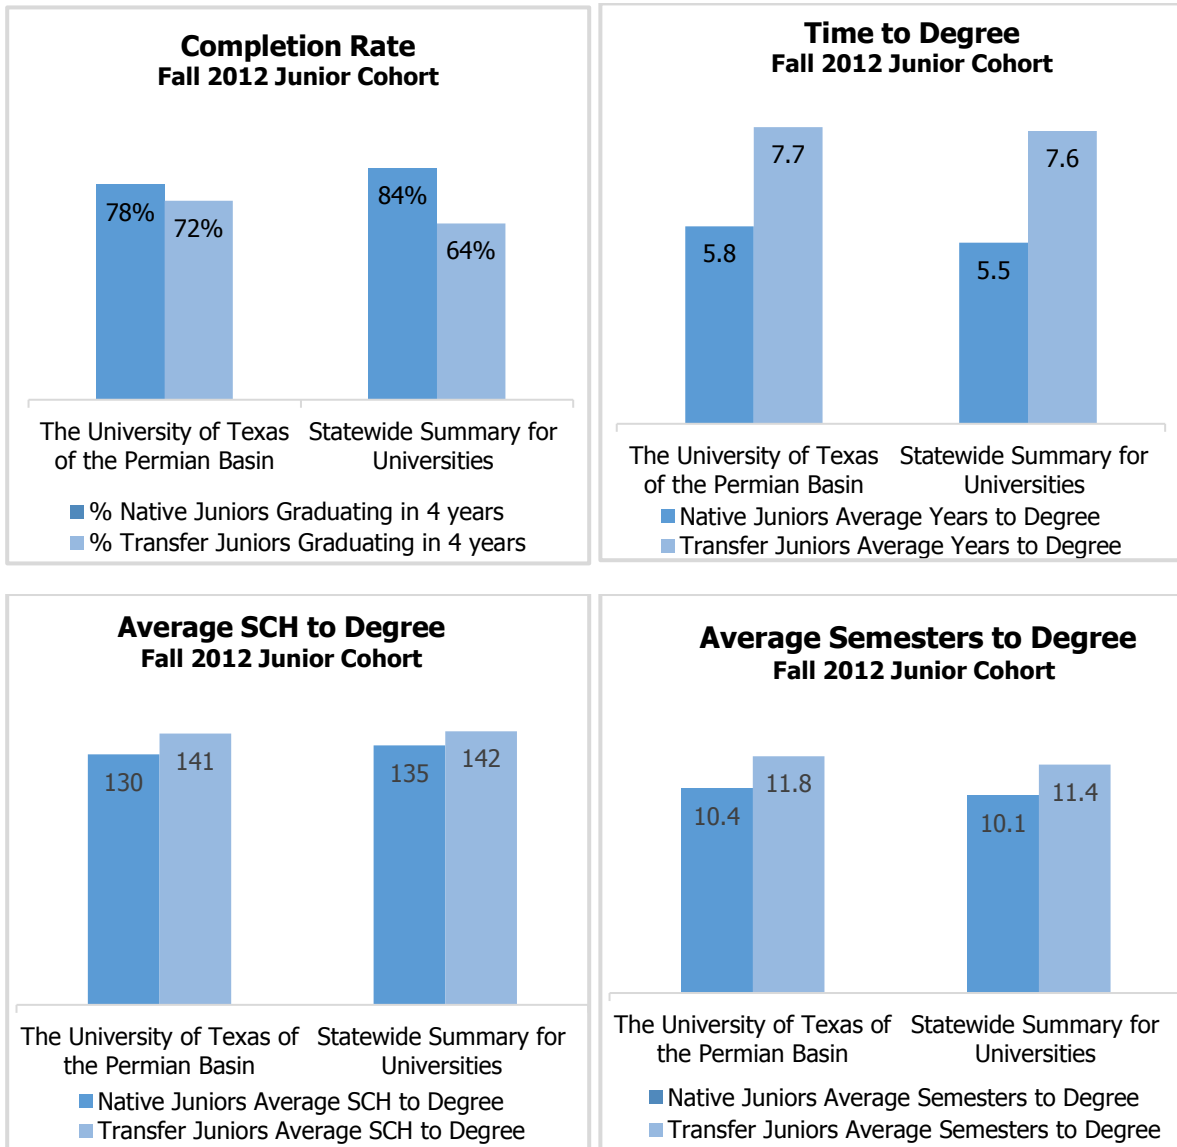 Completion Rate
Fall 2012 Junior Cohort
78%
72%
84%
64%
The University of Texas
of the Permian Basin
Statewide Summary for
Universities
% Native Juniors Graduating in 4 years
% Transfer Juniors Graduating in 4 years
Time to Degree
Fall 2012 Junior Cohort
5.8
7.7
5.5
7.6
The University of Texas
of the Permian Basin
Statewide Summary for
Universities
Native Juniors Average Years to Degree
Transfer Juniors Average Years to Degree
Average SCH to Degree
Fall 2012 Junior Cohort
130
141
135
142
The University of Texas of
the Permian Basin
Statewide Summary for
Universities
Native Juniors Average SCH to Degree
Transfer Juniors Average SCH to Degree
Average Semesters to Degree
Fall 2012 Junior Cohort
10.4
11.8
10.1
11.4
The University of Texas of
the Permian Basin
Statewide Summary for
Universities
Native Juniors Average Semesters to Degree
Transfer Juniors Average Semesters to Degree